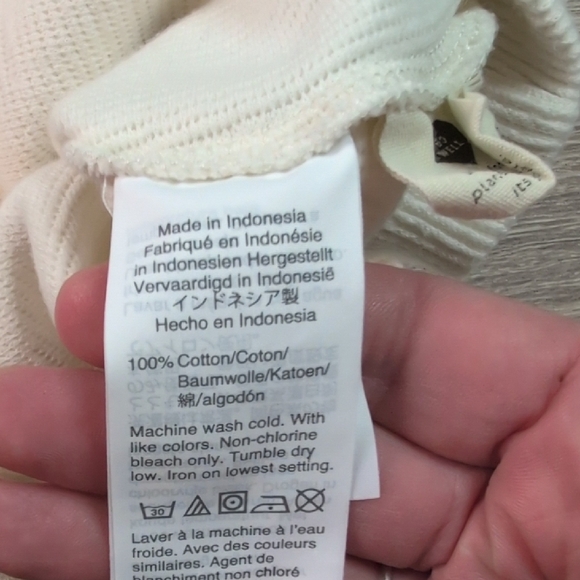 Made in Indonesia
Fabriqué en Indonésie
in Indonesien Hergestellt
Vervaardigd in Indonesië
インドネシア製
Hecho en Indonesia
100% Cotton/Coton/
Baumwolle/Katoen/
綿/algodón
Machine wash cold. With
like colors. Non-chlorine
bleach only. Tumble dry
low. Iron on lowest setting.
30
Laver à la machine à l'eau
froide. Avec des couleurs
similaires. Agent de
blanchiment non chloré